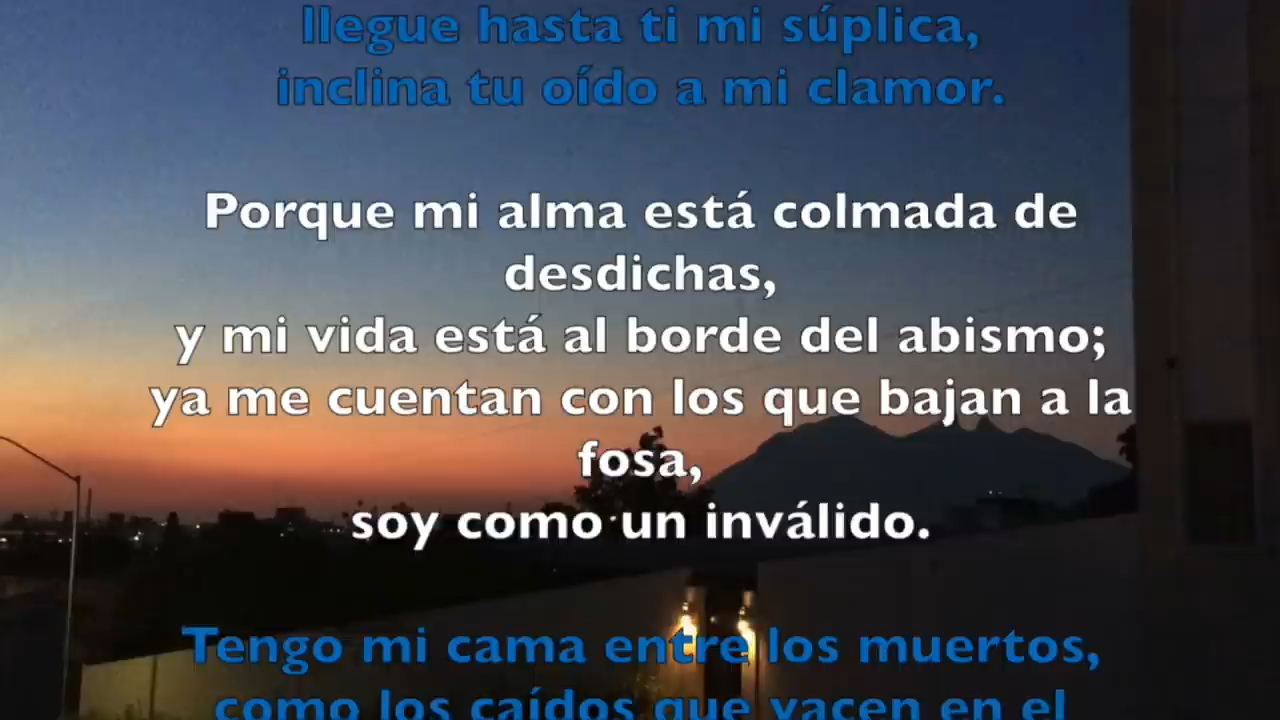 llegue hasta ti mi súplica,
inclina tu oído a mi clamor.
Porque mi alma está colmada de
desdichas,
y mi vida está al borde del abismo;
ya me cuentan con los que bajan a la
fosa,
soy como un inválido.
Tengo mi cama entre los muertos,
como los caídos que yacen en el